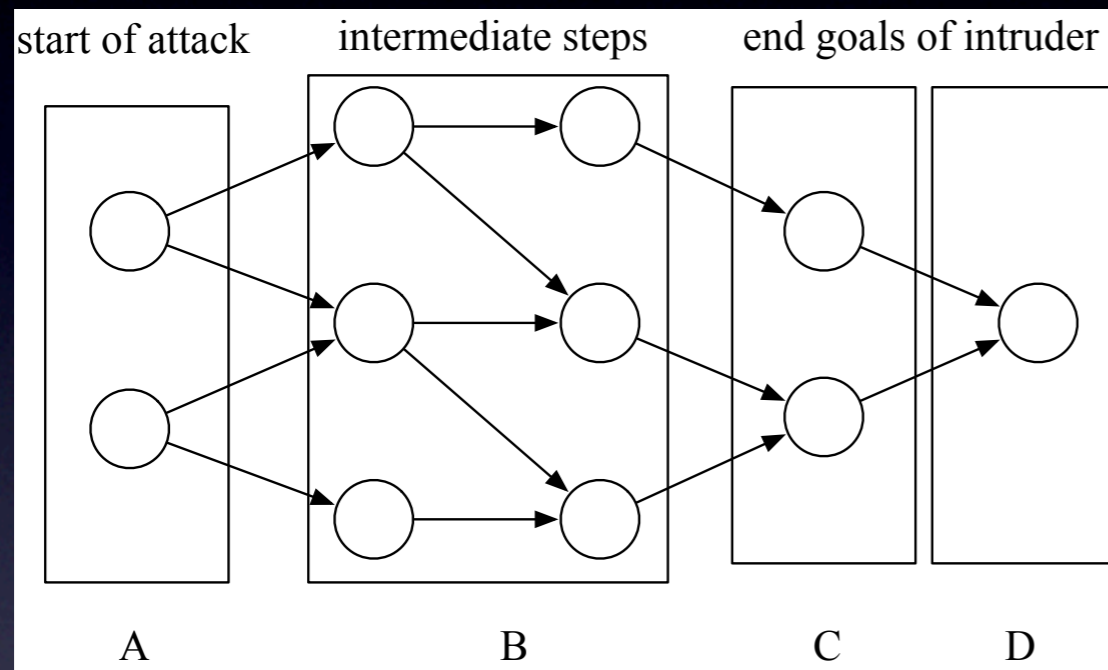 start of attack
intermediate steps
end goals of intruder
A
B
C
D